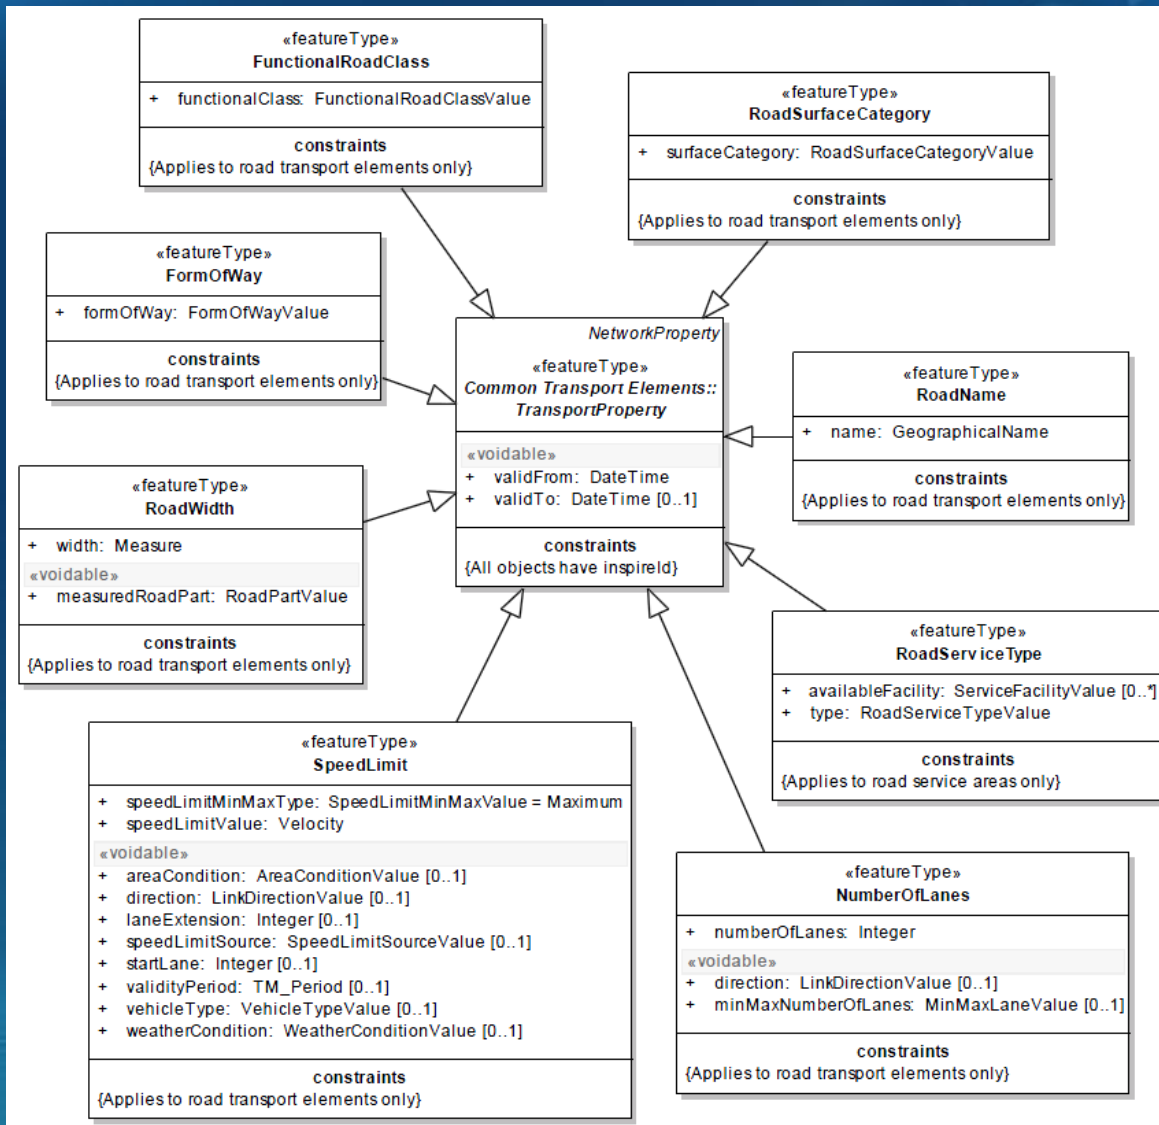 «featureType»
FunctionalRoadClass
+ functionalClass: FunctionalRoadClassValue
constraints
{Applies to road transport elements only}
«featureType»
RoadSurfaceCategory
+ surfaceCategory: RoadSurfaceCategoryValue
constraints
{Applies to road transport elements only}
«featureType»
FormOfWay
+ formOfWay: FormOfWayValue
constraints
{Applies to road transport elements only}
NetworkProperty
«featureType»
Common Transport Elements::
TransportProperty
«voidable»
+ validFrom: DateTime
+ validTo: DateTime [0..1]
constraints
{All objects have inspireId}
«featureType»
RoadName
+ name: GeographicalName
constraints
{Applies to road transport elements only}
«featureType»
RoadWidth
+ width: Measure
«voidable»
+ measuredRoadPart: RoadPartValue
constraints
{Applies to road transport elements only}
«featureType»
RoadServiceType
+ availableFacility: ServiceFacilityValue [0..*]
+ type: RoadServiceTypeValue
constraints
{Applies to road service areas only}
«featureType»
SpeedLimit
+ speedLimitMinMaxType: SpeedLimitMinMaxValue = Maximum
+ speedLimitValue: Velocity
«voidable»
+ areaCondition: AreaConditionValue [0..1]
+ direction: LinkDirectionValue [0..1]
+ laneExtension: Integer [0..1]
+ speedLimitSource: SpeedLimitSourceValue [0..1]
+ startLane: Integer [0..1]
+ validityPeriod: TM_Period [0..1]
+ vehicleType: VehicleTypeValue [0..1]
+ weatherCondition: WeatherConditionValue [0..1]
constraints
{Applies to road transport elements only}
«featureType»
NumberOfLanes
+ numberOfLanes: Integer
«voidable»
+ direction: LinkDirectionValue [0..1]
+ minMaxNumberOfLanes: MinMaxLaneValue [0..1]
constraints
{Applies to road transport elements only}